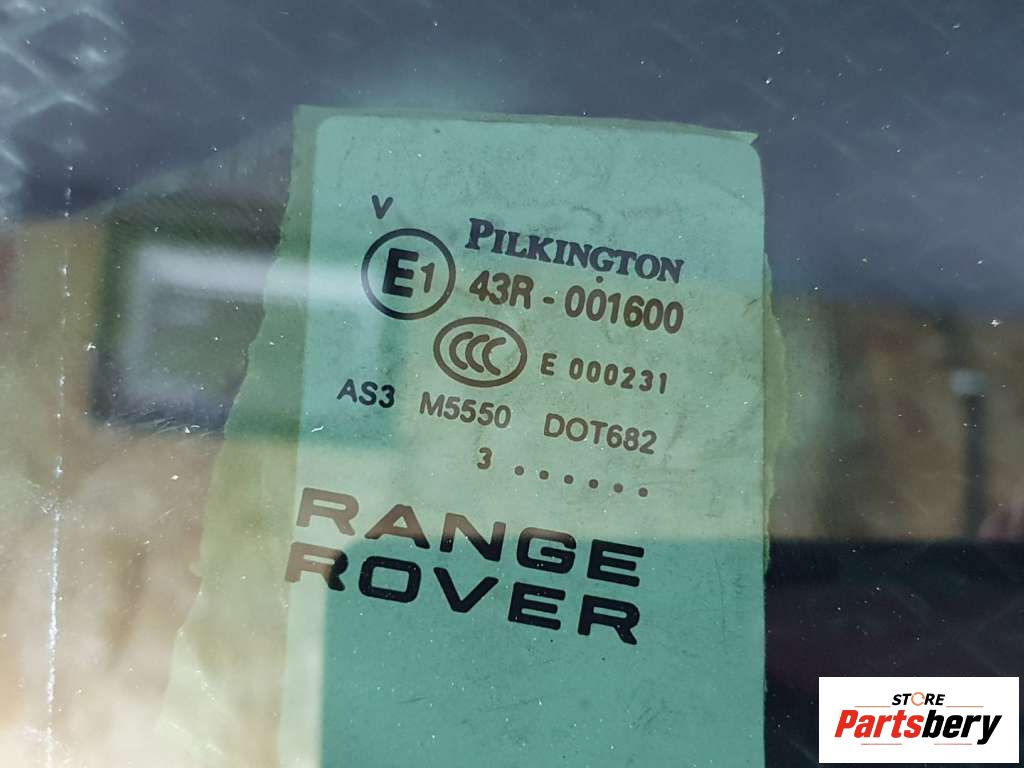 V
PILKINGTON
E1 43R - 001600
CCC E 000231
AS3 M5550 DOT682
3 ● ● ● ● ● ●
RANGE
ROVER
STORE
Partsbery